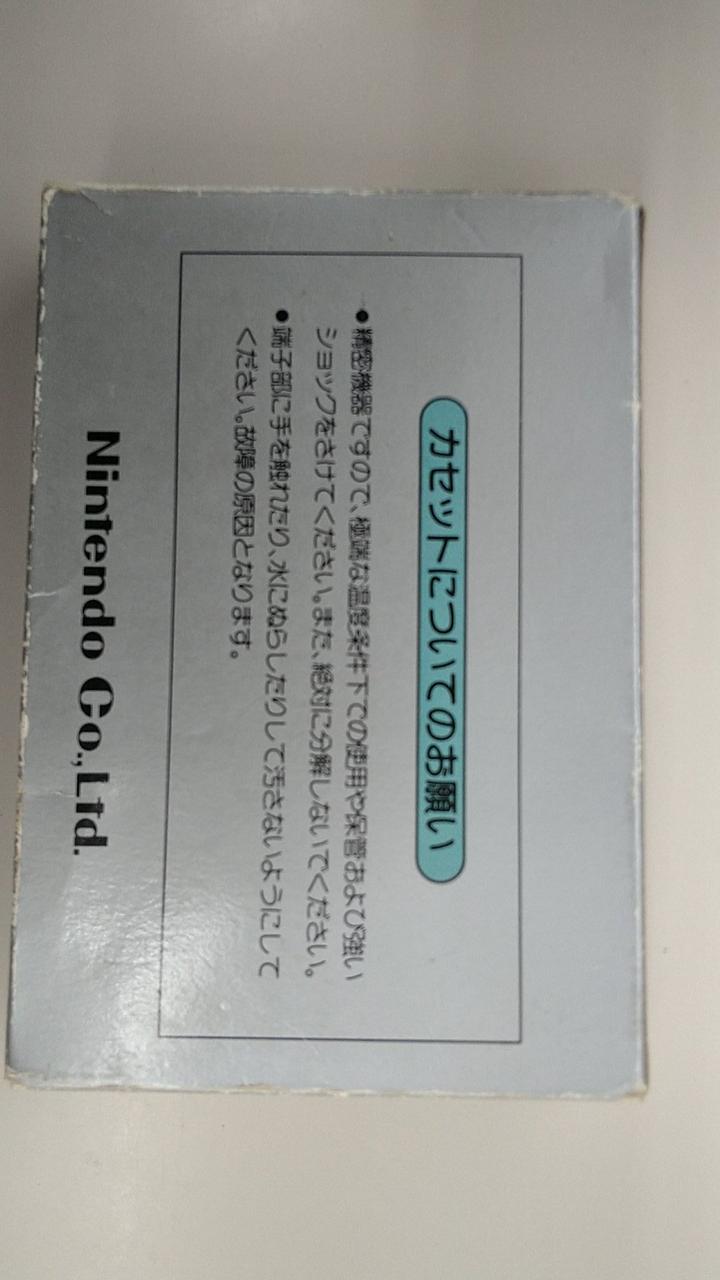 カセットについてのお願い
●精密機器ですので、極端な温度条件下での使用や保管および強い
ショックをさけてください。また、絶対に分解しないでください。
●端子部に手を触れたり、水にぬらしたりして汚さないようにして
ください。故障の原因となります。
Nintendo Co.,Ltd.